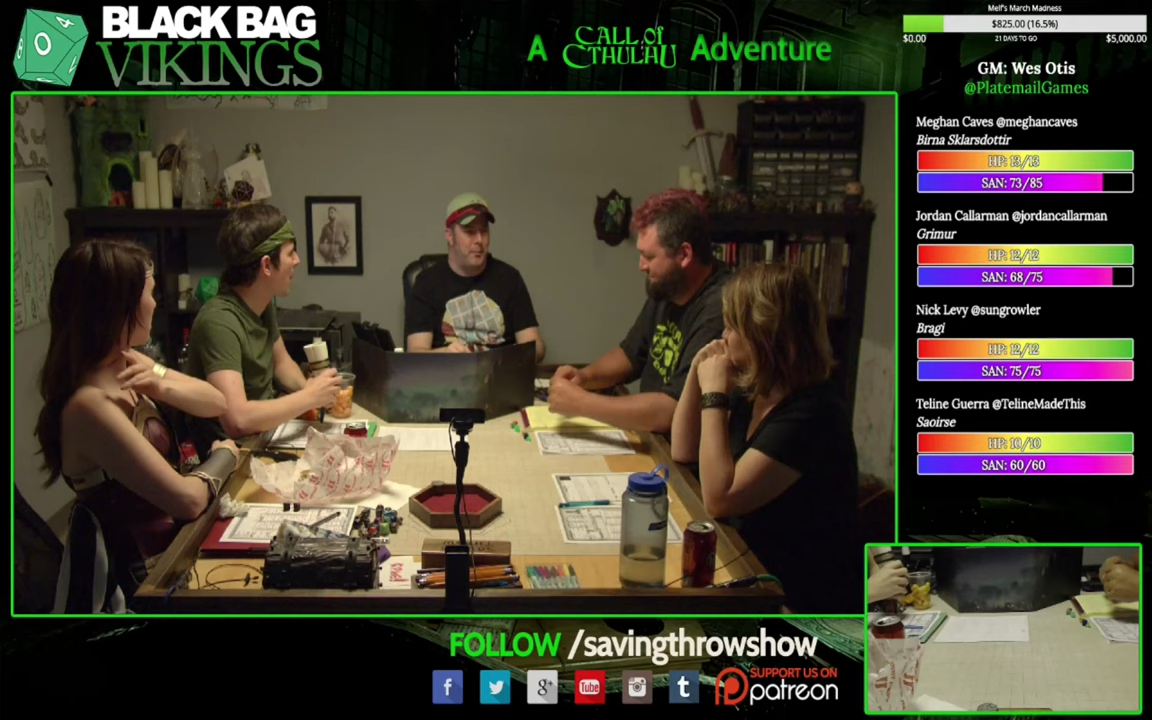 BLACK BAG
VIKINGS
A CALL of CTHULHU Adventure
Melf's March Madness
$825.00 (16.5%)
$0.00 21 DAYS TO GO $5,000.00
GM: Wes Otis
@PlatemailGames
Meghan Caves @meghancaves
Birna Sklarsdottir
HP: 13/13
SAN: 73/85
Jordan Callarman @jordancallarman
Grimur
HP: 12/12
SAN: 68/75
Nick Levy @sungrowler
Bragi
HP: 12/12
SAN: 75/75
Teline Guerra @TelineMadeThis
Saoirse
HP: 10/10
SAN: 60/60
FOLLOW /savingthrowshow
f g+ You Tube t
SUPPORT US ON
patreon